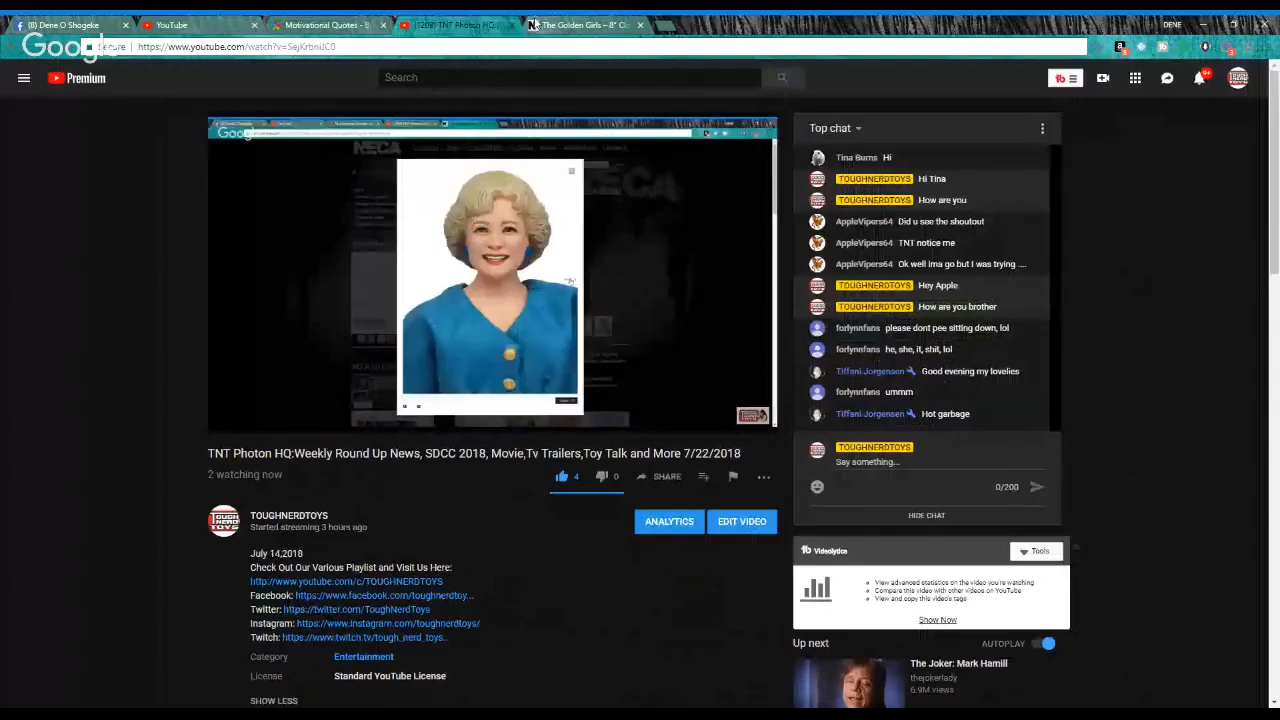 (8) Dene O Shogeke
YouTube
Motivational Quotes - B
(1209) TNT Photon HQ:
The Golden Girls – 8" Clo
DENE
Google
Secure
https://www.youtube.com/watch?v=SejKrbniJC0
Premium
Search
9+
NECA
TNT Photon HQ:Weekly Round Up News, SDCC 2018, Movie,Tv Trailers,Toy Talk and More 7/22/2018
2 watching now
4
0
SHARE
TOUGHNERDTOYS
Started streaming 3 hours ago
ANALYTICS
EDIT VIDEO
July 14,2018
Check Out Our Various Playlist and Visit Us Here:
http://www.youtube.com/c/TOUGHNERDTOYS
Facebook: https://www.facebook.com/toughnerdtoy...
Twitter: https://twitter.com/ToughNerdToys
Instagram: https://www.instagram.com/toughnerdtoys/
Twitch: https://www.twitch.tv/tough_nerd_toys...
Category
Entertainment
License
Standard YouTube License
SHOW LESS
Top chat
Tina Burns Hi
TOUGHNERDTOYS Hi Tina
TOUGHNERDTOYS How are you
AppleVipers64 Did u see the shoutout
AppleVipers64 TNT notice me
AppleVipers64 Ok well ima go but I was trying ....
TOUGHNERDTOYS Hey Apple
TOUGHNERDTOYS How are you brother
forlynnfans please dont pee sitting down, lol
forlynnfans he, she, it, shit, lol
Tiffani Jorgensen Good evening my lovelies
forlynnfans ummm
Tiffani Jorgensen Hot garbage
TOUGHNERDTOYS
Say something...
0/200
HIDE CHAT
Videolytics
Tools
View advanced statistics on the video you're watching
Compare this video with other videos on YouTube
View and copy this video's tags
Show Now
Up next
AUTOPLAY
The Joker: Mark Hamill
thejokerlady
6.9M views